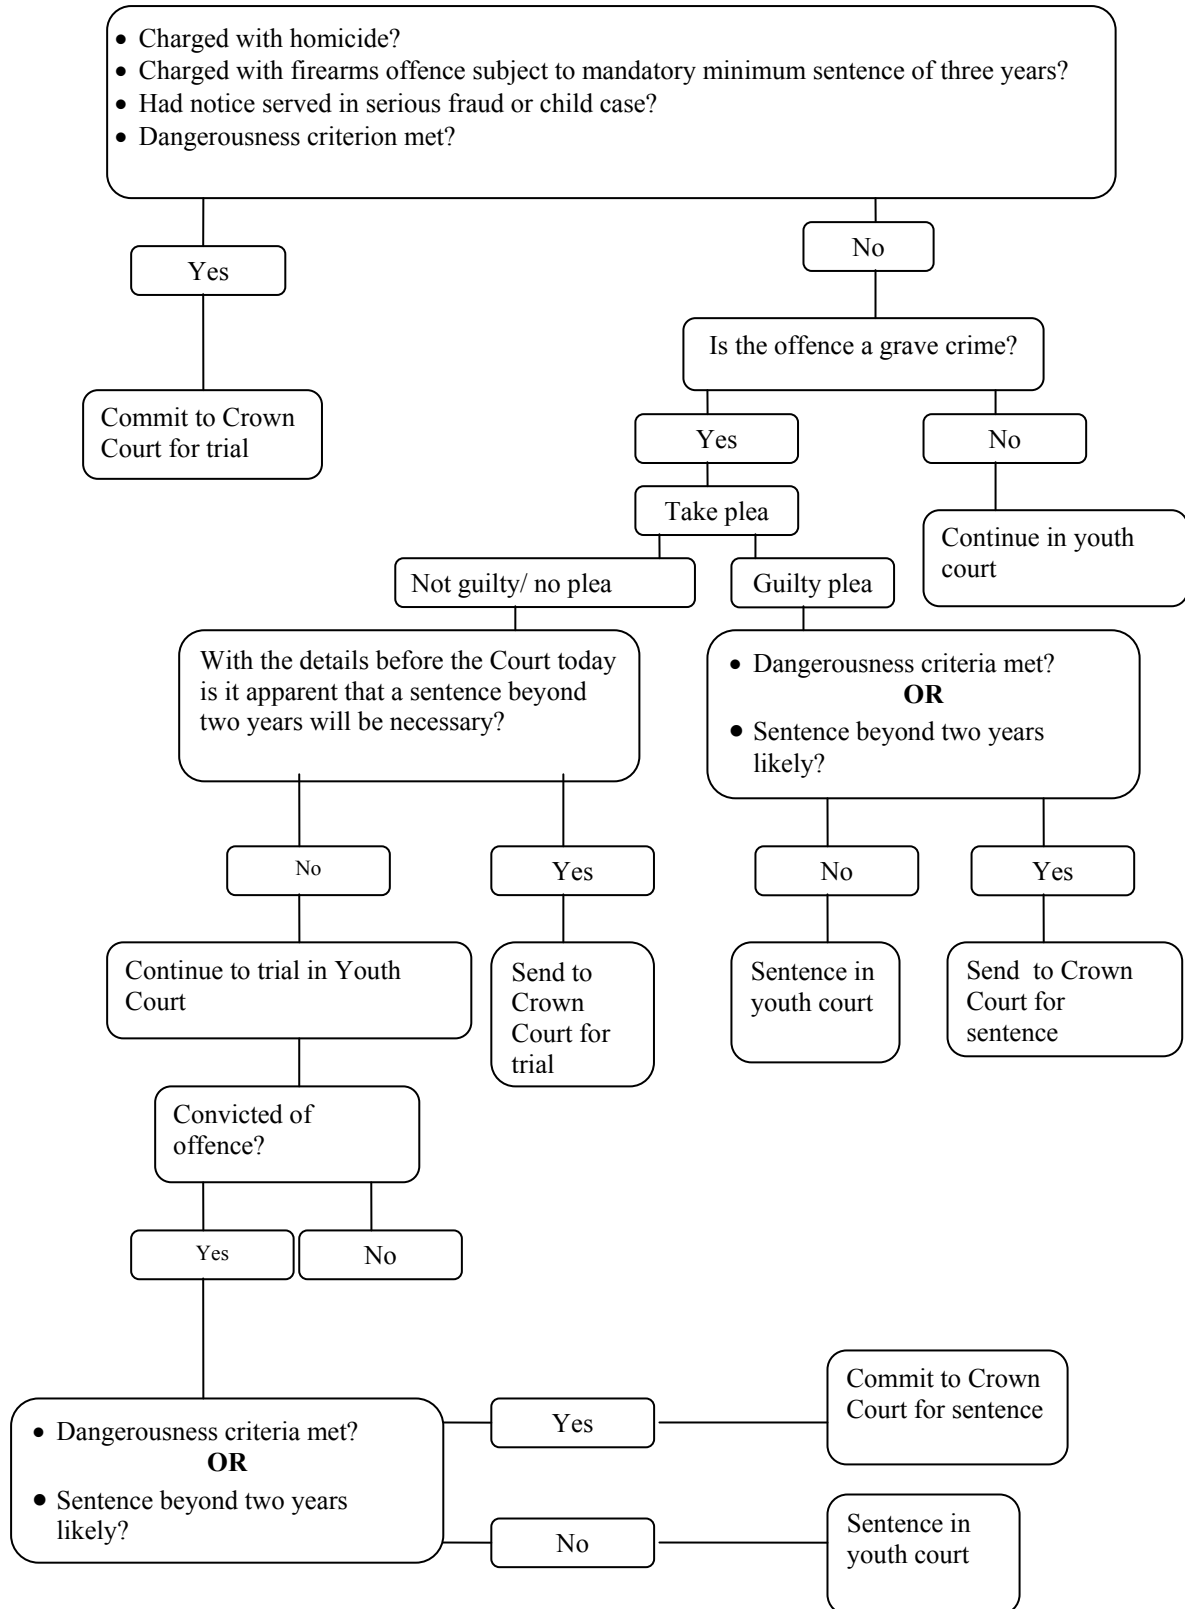 • Charged with homicide?
• Charged with firearms offence subject to mandatory minimum sentence of three years?
• Had notice served in serious fraud or child case?
• Dangerousness criterion met?
Yes
No
Is the offence a grave crime?
Commit to Crown
Court for trial
Yes
No
Take plea
Continue in youth
court
Not guilty/ no plea
Guilty plea
With the details before the Court today
is it apparent that a sentence beyond
two years will be necessary?
• Dangerousness criteria met?
OR
• Sentence beyond two years
likely?
No
Yes
No
Yes
Continue to trial in Youth
Court
Send to
Crown
Court for
trial
Sentence in
youth court
Send to Crown
Court for
sentence
Convicted of
offence?
Yes
No
• Dangerousness criteria met?
OR
• Sentence beyond two years
likely?
Yes
Commit to Crown
Court for sentence
No
Sentence in
youth court